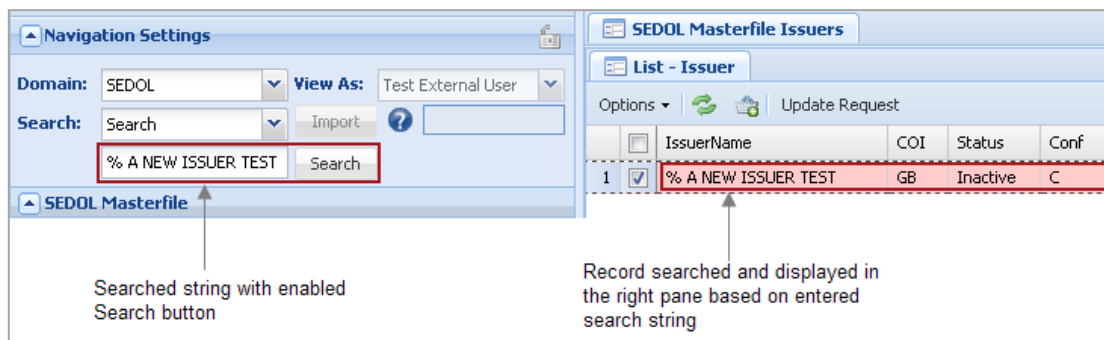 Navigation Settings
Domain: SEDOL View As: Test External User
Search: Search Import ?
% A NEW ISSUER TEST Search
SEDOL Masterfile
Searched string with enabled
Search button
SEDOL Masterfile Issuers
List - Issuer
Options Update Request
IssuerName COI Status Conf
1 % A NEW ISSUER TEST GB Inactive C
Record searched and displayed in
the right pane based on entered
search string